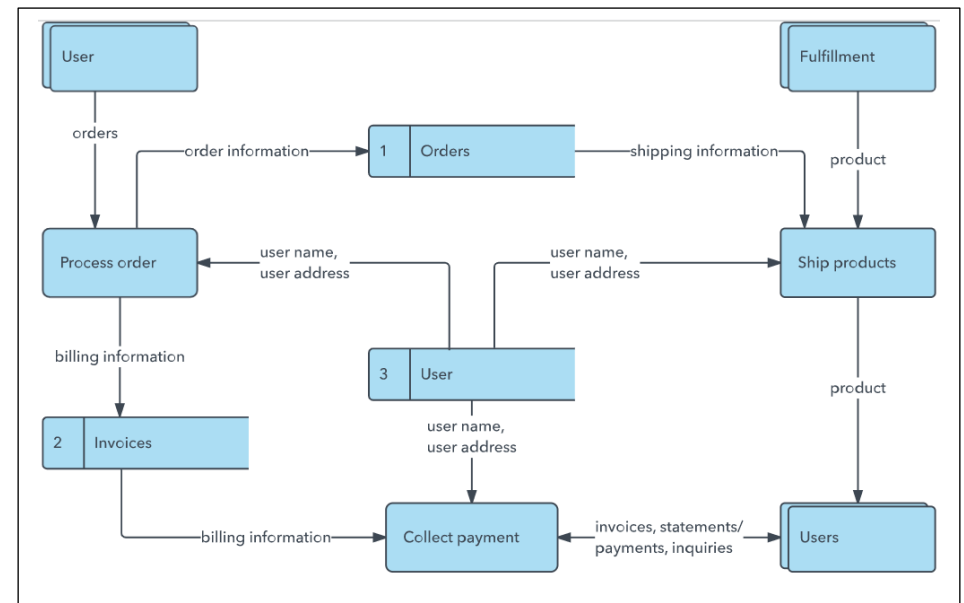 User
Fulfillment
orders
order information
1
Orders
shipping information
product
Process order
user name,
user address
user name,
user address
Ship products
billing information
3
User
product
2
Invoices
user name,
user address
billing information
Collect payment
invoices, statements/
payments, inquiries
Users